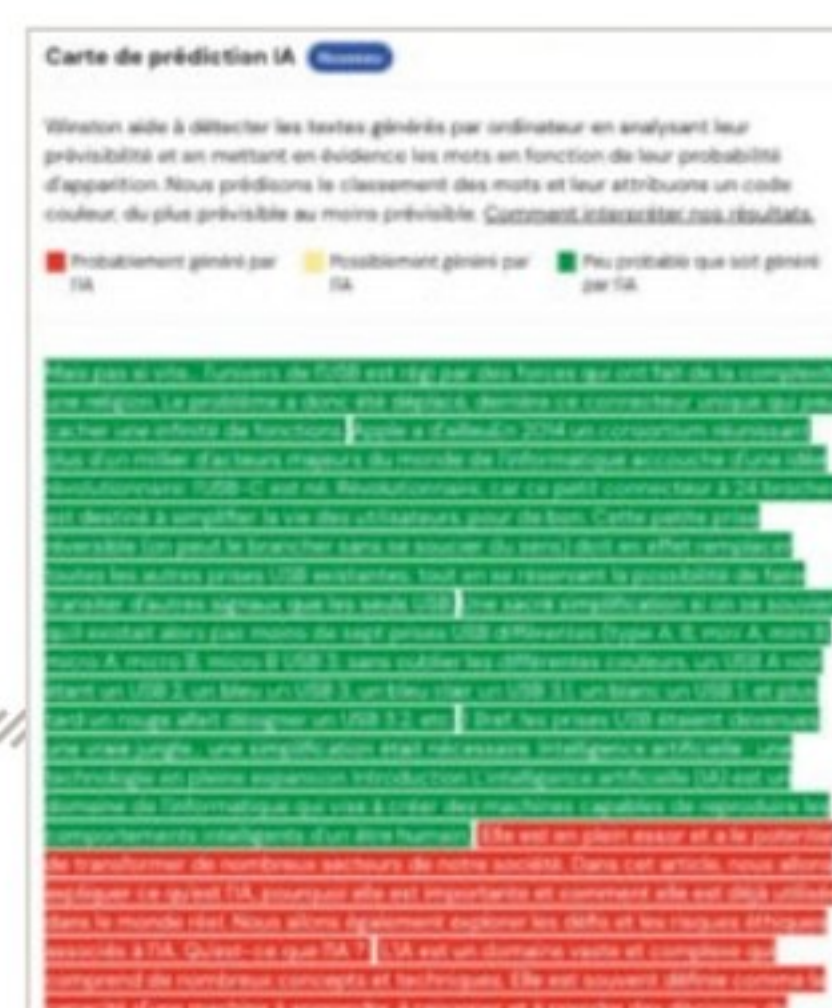 Carte de prédiction IA Nouveau
Winston aide à détecter les textes générés par ordinateur en analysant leur
prévisibilité et en mettant en évidence les mots en fonction de leur probabilité
d'apparition. Nous prédisons le classement des mots et leur attribuons un code
couleur, du plus prévisible au moins prévisible. Comment interpréter nos résultats.
Probablement généré par
l'IA
Possiblement généré par
l'IA
Peu probable que soit généré
par l'IA
Mais pas si vite... l'univers de l'USB est régi par des forces qui ont fait de la
une religion. Le problème a donc été déplacé, derrière ce connecteur unique qui
cacher une infinité de fonctions. Apple a d'ailleurs En 2014 un consortium réunissant
plus d'un millier d'acteurs majeurs du monde de l'informatique accouche d'une idée
révolutionnaire: l'USB-C est né. Révolutionnaire, car ce petit connecteur à 24
est destiné à simplifier la vie des utilisateurs, pour de bon. Cette petite prise
réversible (on peut le brancher sans se soucier du sens) doit en effet remplacer
toutes les autres prises USB existantes, tout en se réservant la possibilité de faire
transiter d'autres signaux que les seuls USB. Une sacré simplification si on se
qu'il existait alors pas moins de sept prises USB différentes (type A, B, mini A, mini B
micro A, micro B, micro B USB 3, sans oublier les différentes couleurs, un USB A noir
étant un USB 2, un bleu un USB 3, un bleu clair un USB 3.1, un blanc un USB 1, et plus
tard un rouge allait désigner un USB 3.2, etc. Bref, les prises USB étaient devenues
une vraie jungle, une simplification était nécessaire. Intelligence artificielle : une
technologie en pleine expansion Introduction L'intelligence artificielle (IA) est un
domaine de l'informatique qui vise à créer des machines capables de reproduire les
comportements intelligents d'un être humain. Elle est en plein essor et a le potentiel
de transformer de nombreux secteurs de notre société. Dans cet article, nous allons
expliquer ce qu'est l'IA, pourquoi elle est importante et comment elle est déjà
dans le monde réel. Nous allons également explorer les défis et les risques éthiques
associés à l'IA. Qu'est-ce que l'IA ? L'IA est un domaine vaste et complexe qui
comprend de nombreux concepts et techniques. Elle est souvent définie comme